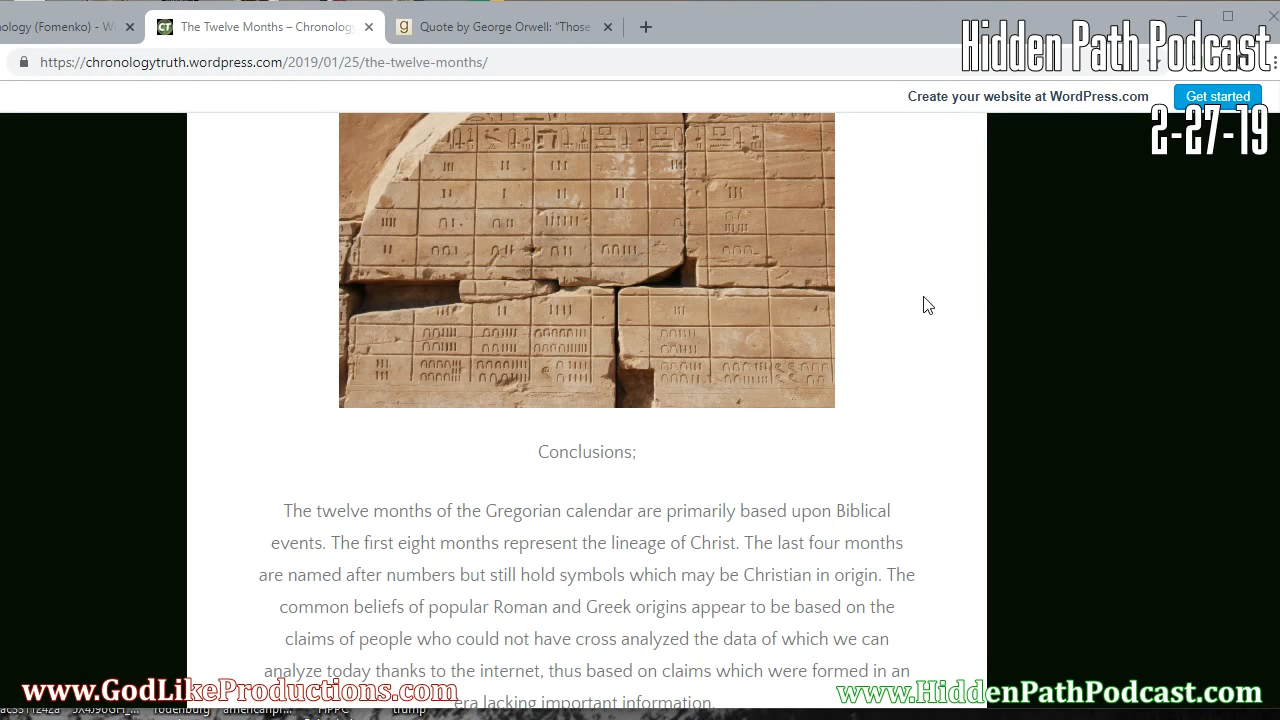 nology (Fomenko) - W
The Twelve Months – Chronology
Quote by George Orwell: “Those
https://chronologytruth.wordpress.com/2019/01/25/the-twelve-months/
Hidden Path Podcast
Create your website at WordPress.com
Get started
2-27-19
Conclusions;
The twelve months of the Gregorian calendar are primarily based upon Biblical
events. The first eight months represent the lineage of Christ. The last four months
are named after numbers but still hold symbols which may be Christian in origin. The
common beliefs of popular Roman and Greek origins appear to be based on the
claims of people who could not have cross analyzed the data of which we can
analyze today thanks to the internet, thus based on claims which were formed in an
era lacking important information.
www.GodLikeProductions.com
www.HiddenPathPodcast.com